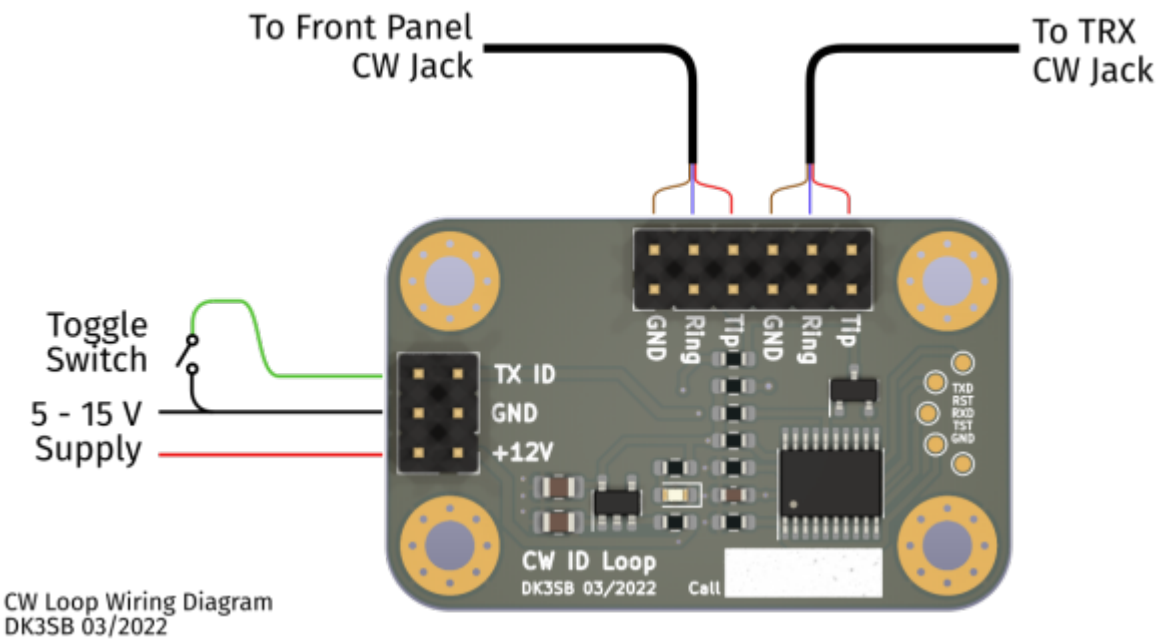 To Front Panel
CW Jack
To TRX
CW Jack
GND
Ring
Tip
GND
Ring
Tip
Toggle
Switch
5 - 15 V
Supply
TX ID
GND
+12V
TXD
RST
RXD
TST
GND
CW ID Loop
DK3SB 03/2022
Call
CW Loop Wiring Diagram
DK3SB 03/2022